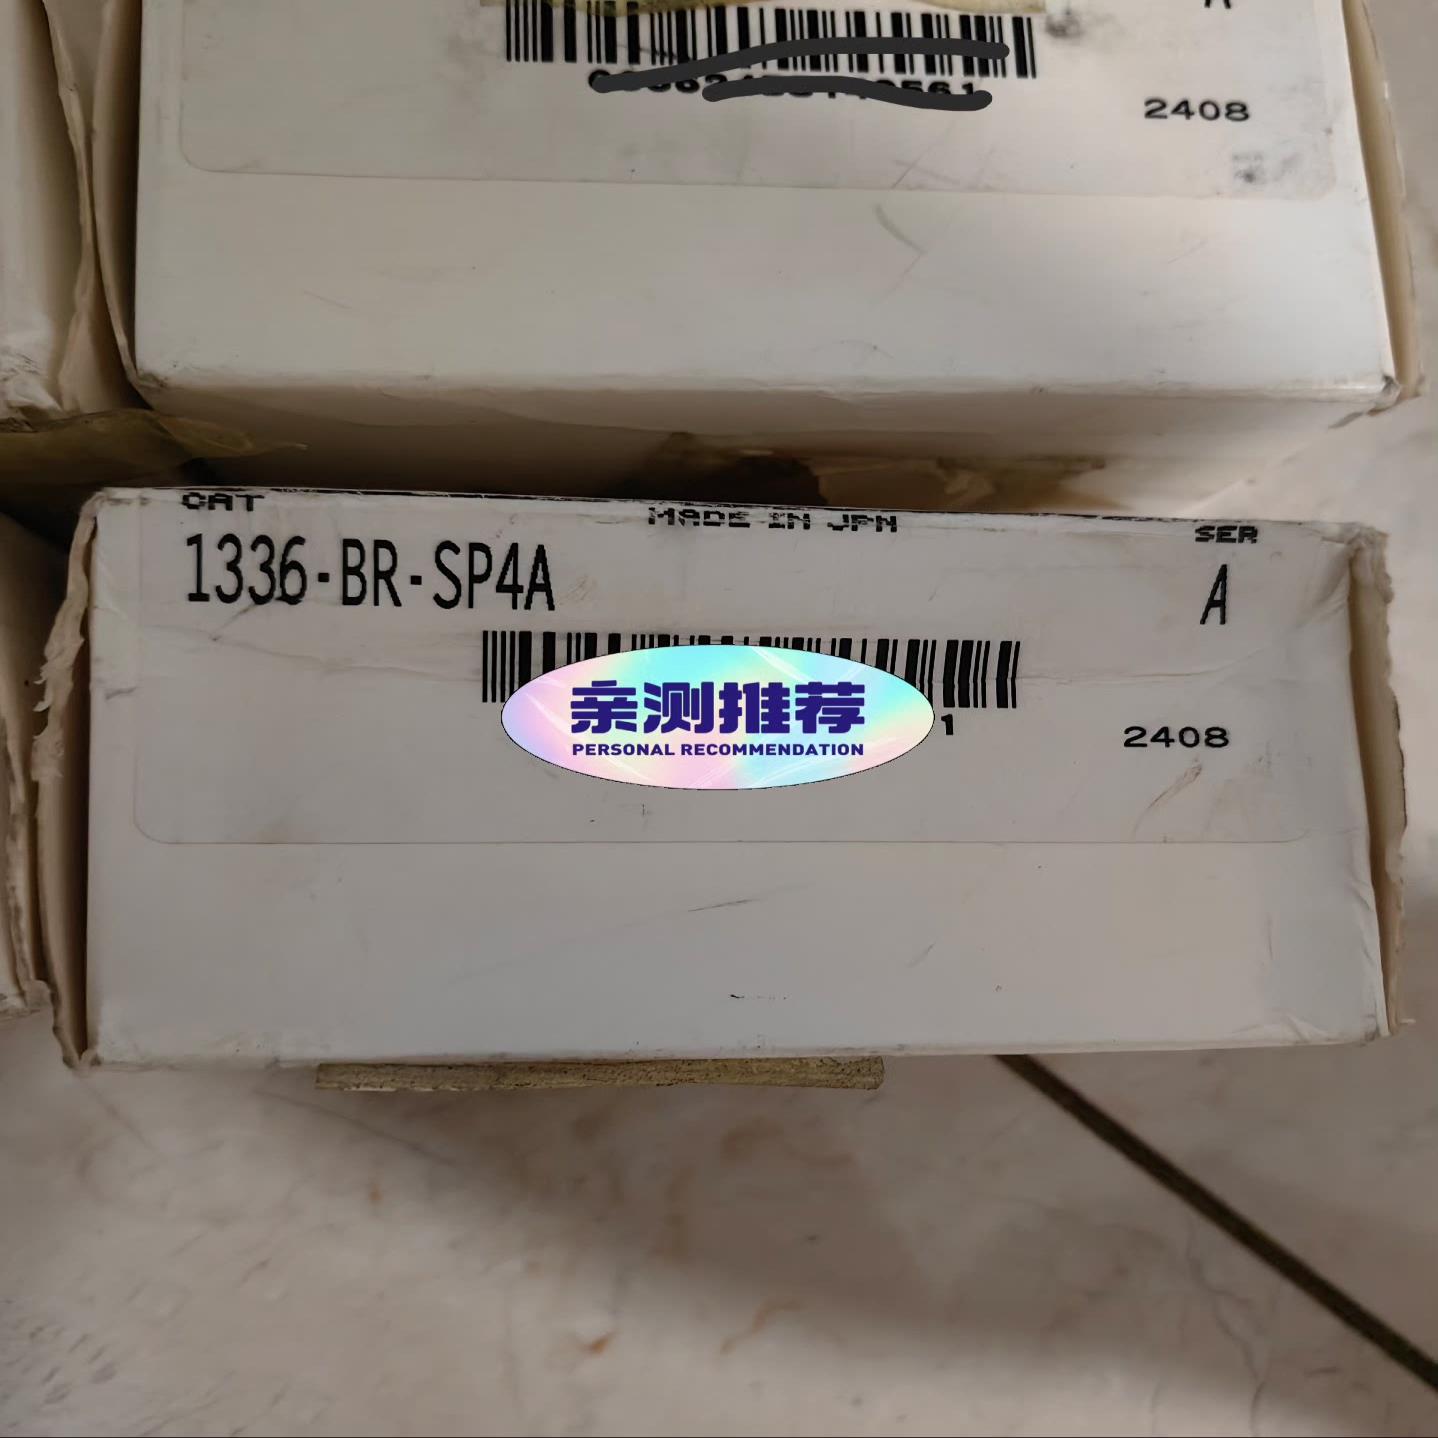 2408
CAT
MADE IN JPN
SER
1336-BR-SP4A
A
亲测推荐
PERSONAL RECOMMENDATION
1
2408